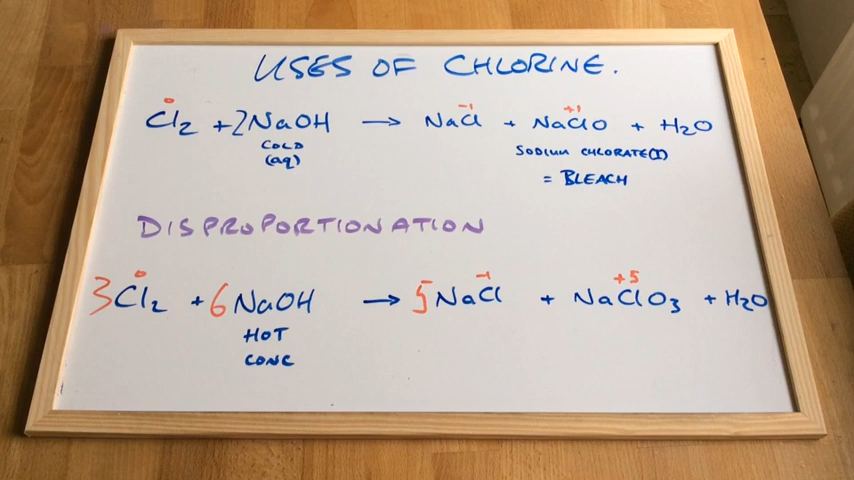 USES OF CHLORINE.
0 -1 +1
Cl2 + 2NaOH → NaCl + NaClO + H2O
COLD SODIUM CHLORATE(I)
(aq) = BLEACH
DISPROPORTIONATION
0 -1 +5
3Cl2 + 6NaOH → 5NaCl + NaClO3 + H2O
HOT
CONC